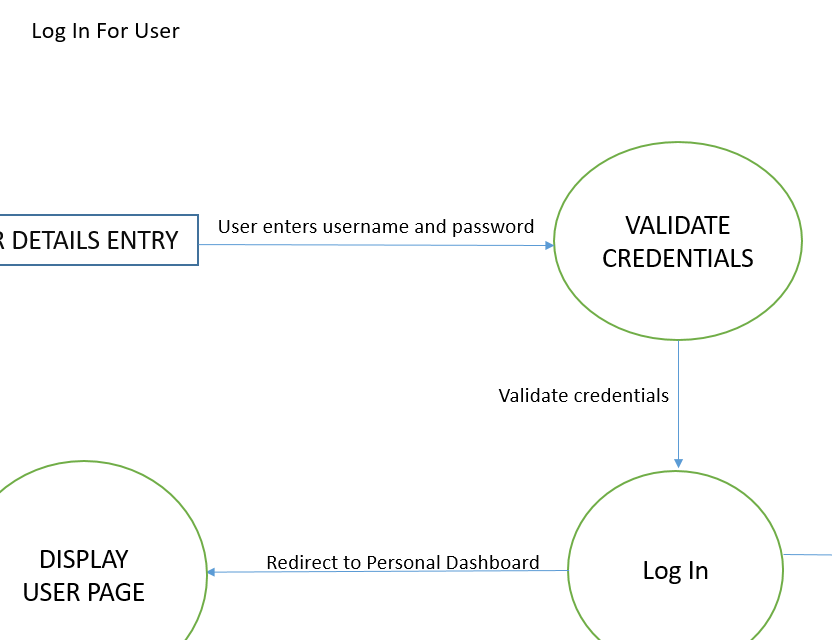 Log In For User
User enters username and password
R DETAILS ENTRY
VALIDATE
CREDENTIALS
Validate credentials
Redirect to Personal Dashboard
DISPLAY
USER PAGE
Log In